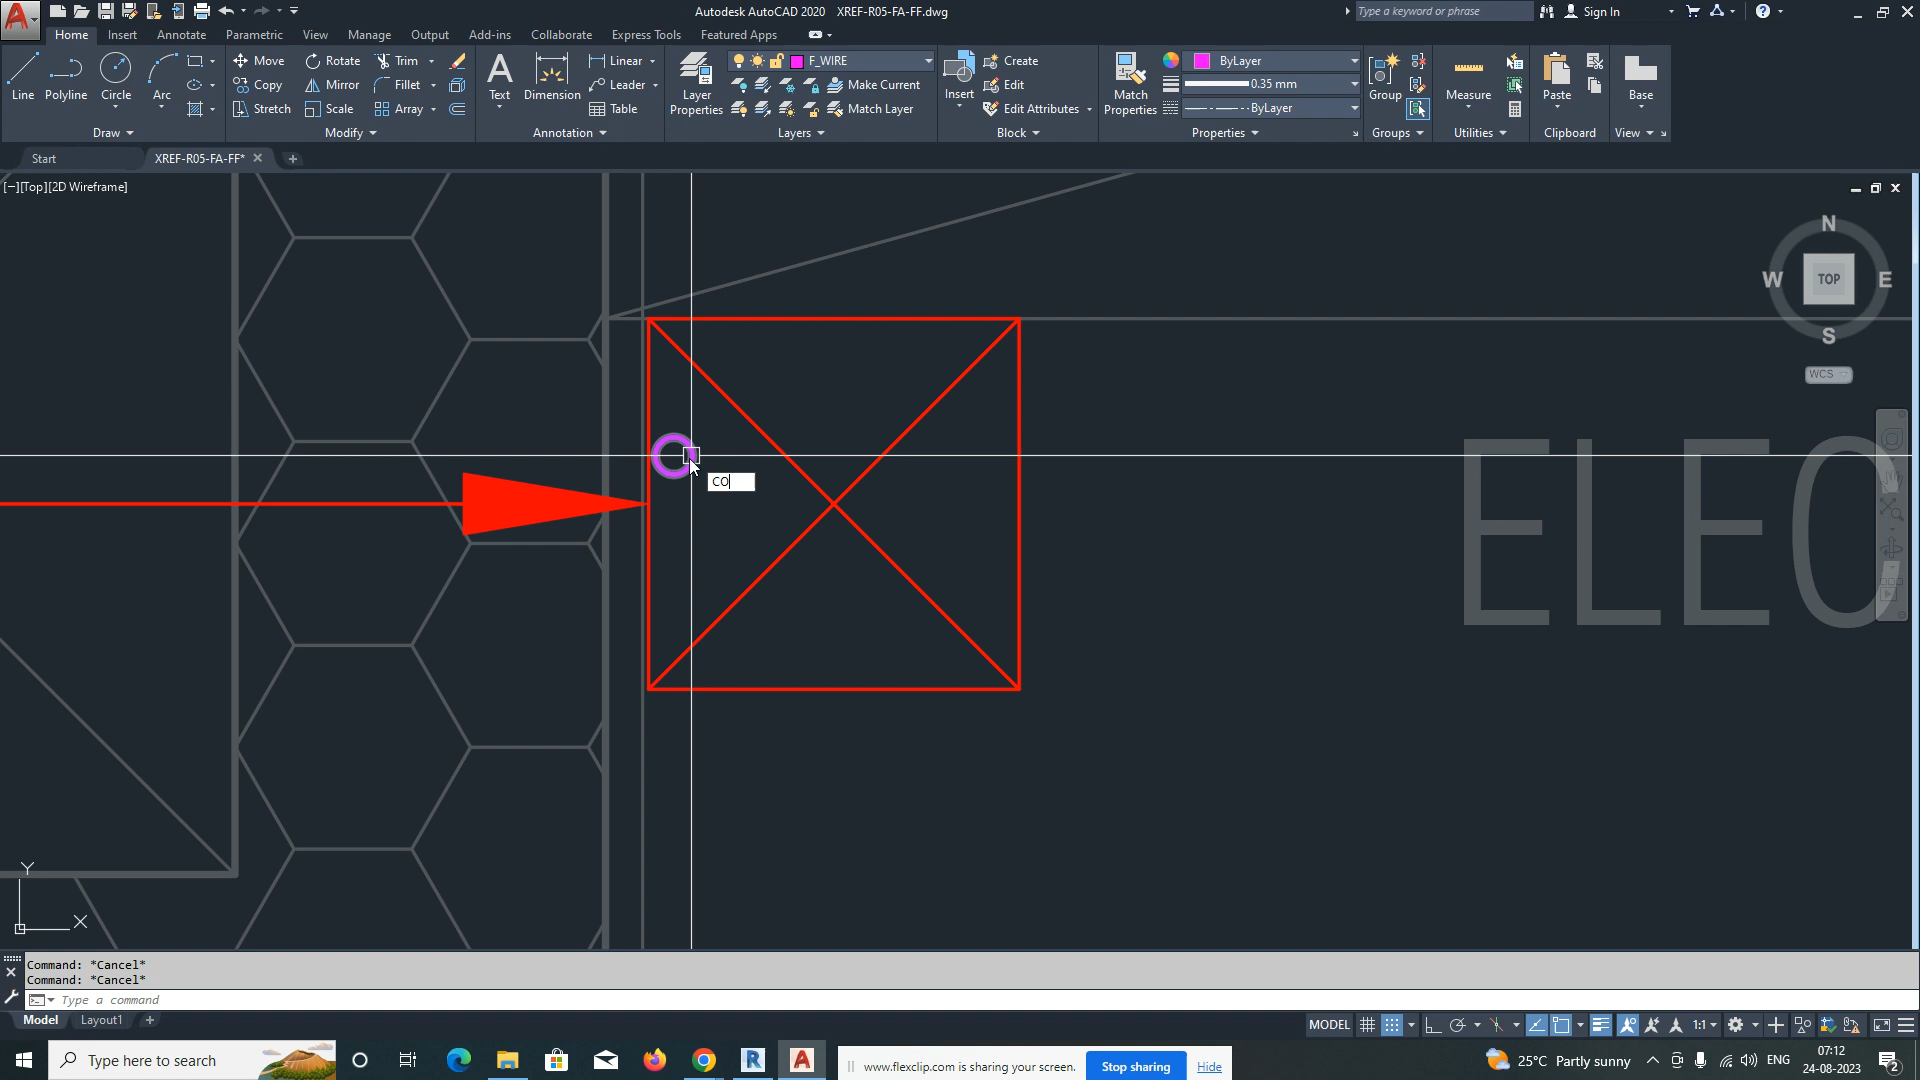 Autodesk AutoCAD 2020 XREF-R05-FA-FF.dwg
Type a keyword or phrase
Sign In
Home Insert Annotate Parametric View Manage Output Add-ins Collaborate Express Tools Featured Apps
Line Polyline Circle Arc
Move Rotate Trim
Copy Mirror Fillet
Stretch Scale Array
Text Dimension
Linear
Leader
Table
Layer Properties
F_WIRE
Make Current
Match Layer
Insert
Create
Edit
Edit Attributes
Match Properties
ByLayer
0.35 mm
ByLayer
Group
Measure
Paste
Base
Draw Modify Annotation Layers Block Properties Groups Utilities Clipboard View
Start XREF-R05-FA-FF*
[−][Top][2D Wireframe]
N
W TOP E
S
WCS
CO
ELEC
Y
X
Command: *Cancel*
Command: *Cancel*
Type a command
Model Layout1
MODEL 1:1
Type here to search
www.flexclip.com is sharing your screen.
Stop sharing
Hide
25°C Partly sunny
ENG
07:12
24-08-2023
2